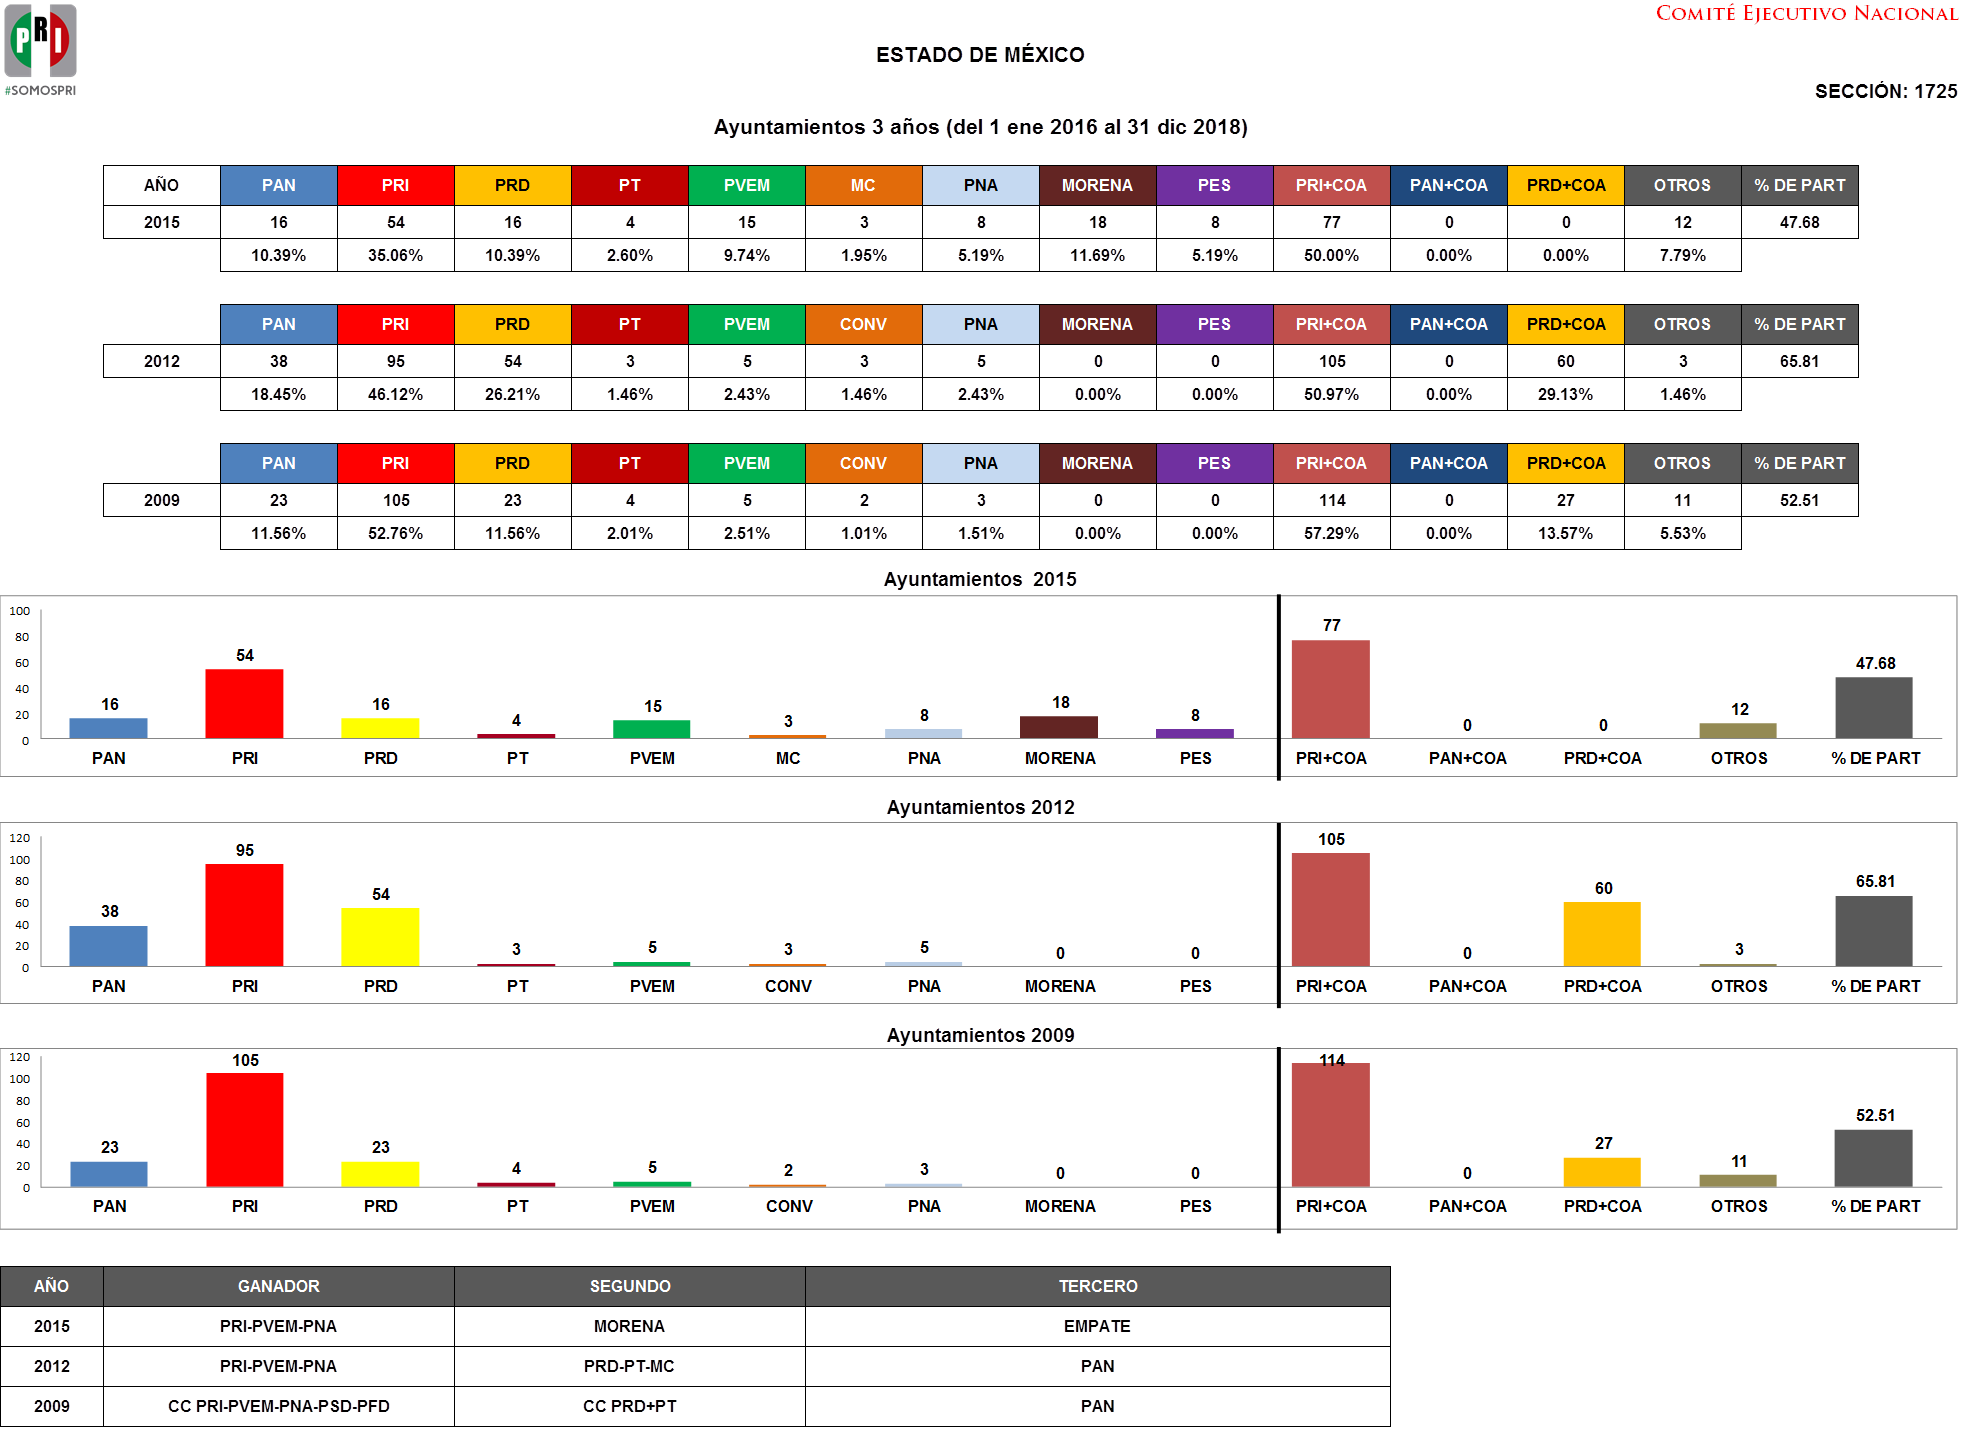 PRI
#SOMOSPRI
COMITÉ EJECUTIVO NACIONAL
ESTADO DE MÉXICO
SECCIÓN: 1725
Ayuntamientos 3 años (del 1 ene 2016 al 31 dic 2018)
AÑO PAN PRI PRD PT PVEM MC PNA MORENA PES PRI+COA PAN+COA PRD+COA OTROS % DE PART
2015 16 54 16 4 15 3 8 18 8 77 0 0 12 47.68
10.39% 35.06% 10.39% 2.60% 9.74% 1.95% 5.19% 11.69% 5.19% 50.00% 0.00% 0.00% 7.79%
PAN PRI PRD PT PVEM CONV PNA MORENA PES PRI+COA PAN+COA PRD+COA OTROS % DE PART
2012 38 95 54 3 5 3 5 0 0 105 0 60 3 65.81
18.45% 46.12% 26.21% 1.46% 2.43% 1.46% 2.43% 0.00% 0.00% 50.97% 0.00% 29.13% 1.46%
PAN PRI PRD PT PVEM CONV PNA MORENA PES PRI+COA PAN+COA PRD+COA OTROS % DE PART
2009 23 105 23 4 5 2 3 0 0 114 0 27 11 52.51
11.56% 52.76% 11.56% 2.01% 2.51% 1.01% 1.51% 0.00% 0.00% 57.29% 0.00% 13.57% 5.53%
Ayuntamientos 2015
100
80
60
40
20
0
16 54 16 4 15 3 8 18 8 77 0 0 12 47.68
PAN PRI PRD PT PVEM MC PNA MORENA PES PRI+COA PAN+COA PRD+COA OTROS % DE PART
Ayuntamientos 2012
120
100
80
60
40
20
0
38 95 54 3 5 3 5 0 0 105 0 60 3 65.81
PAN PRI PRD PT PVEM CONV PNA MORENA PES PRI+COA PAN+COA PRD+COA OTROS % DE PART
Ayuntamientos 2009
120
100
80
60
40
20
0
23 105 23 4 5 2 3 0 0 114 0 27 11 52.51
PAN PRI PRD PT PVEM CONV PNA MORENA PES PRI+COA PAN+COA PRD+COA OTROS % DE PART
AÑO GANADOR SEGUNDO TERCERO
2015 PRI-PVEM-PNA MORENA EMPATE
2012 PRI-PVEM-PNA PRD-PT-MC PAN
2009 CC PRI-PVEM-PNA-PSD-PFD CC PRD+PT PAN